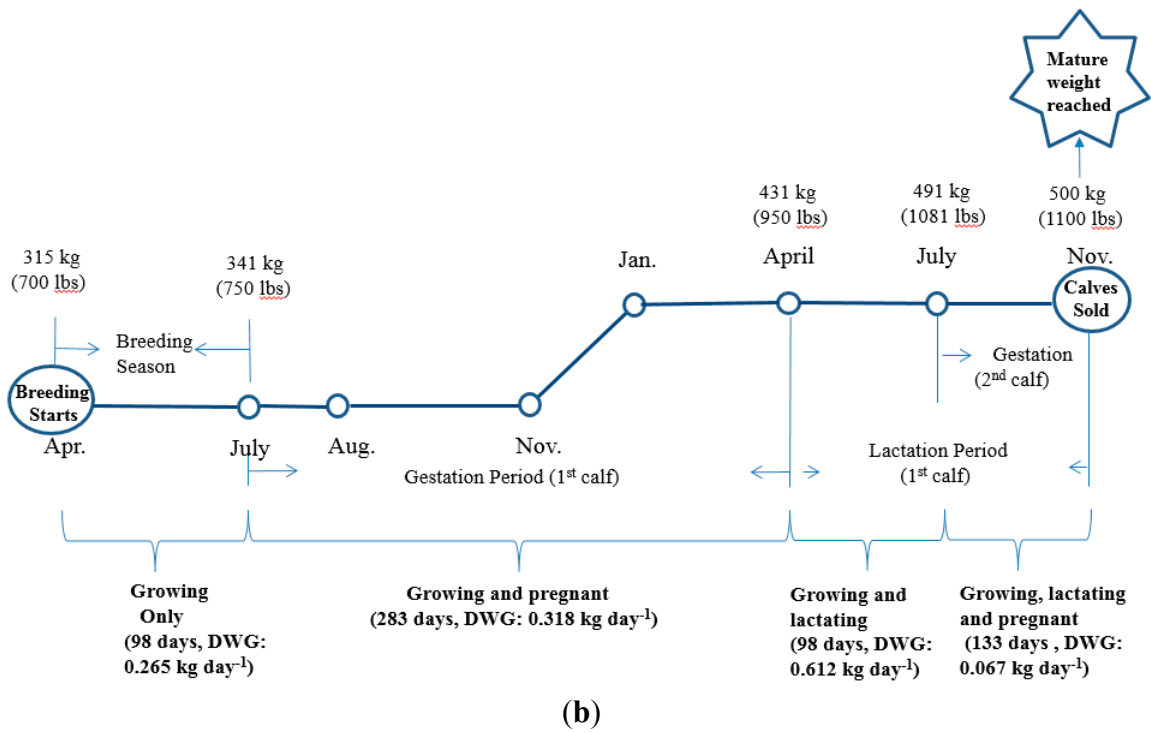 Mature
weight
reached
431 kg
(950 lbs)
491 kg
(1081 lbs)
500 kg
(1100 lbs)
315 kg
(700 lbs)
341 kg
(750 lbs)
Jan.
April
July
Nov.
Calves
Sold
Breeding
Season
Gestation
(2nd calf)
Breeding
Starts
Apr.
July
Aug.
Nov.
Gestation Period (1st calf)
Lactation Period
(1st calf)
Growing
Only
(98 days, DWG:
0.265 kg day-1)
Growing and pregnant
(283 days, DWG: 0.318 kg day-1)
Growing and
lactating
(98 days, DWG:
0.612 kg day-1)
Growing, lactating
and pregnant
(133 days , DWG:
0.067 kg day-1)
(b)